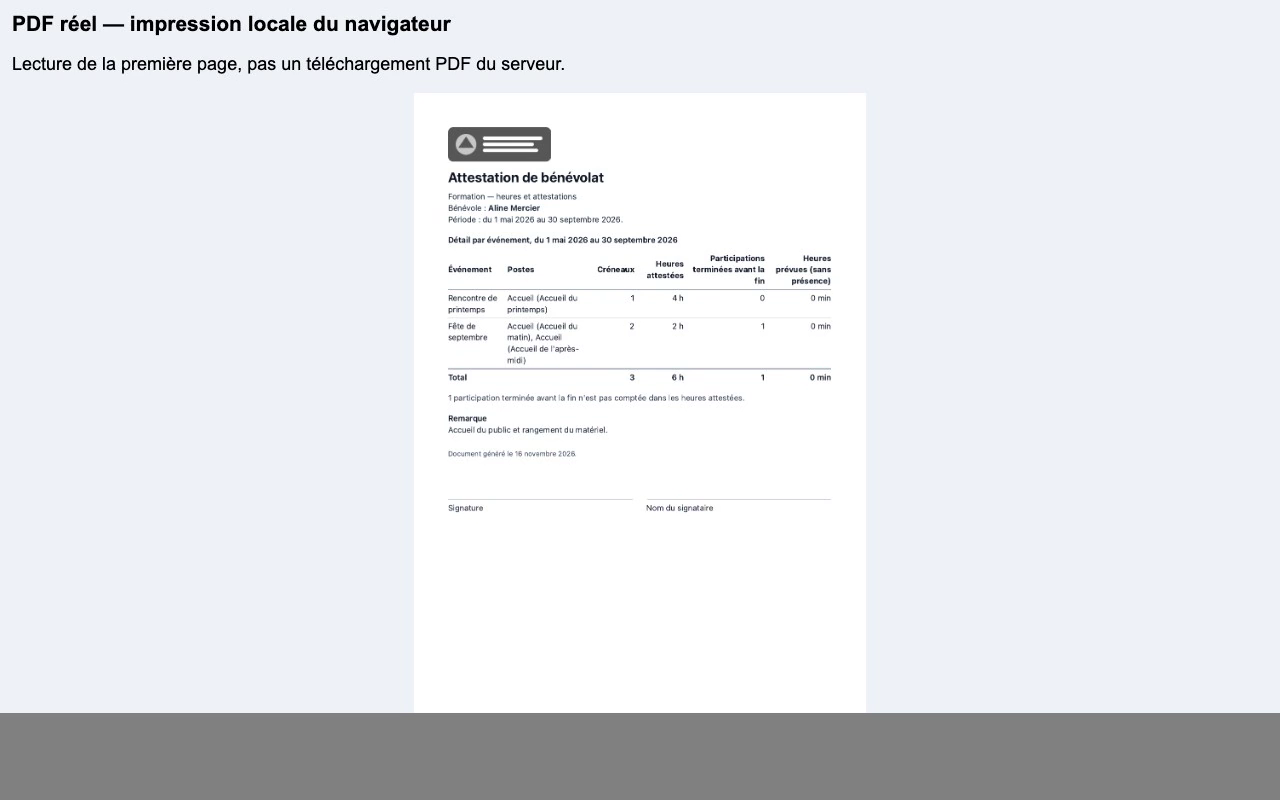 PDF réel — impression locale du navigateur
Lecture de la première page, pas un téléchargement PDF du serveur.
Attestation de bénévolat
Formation — heures et attestations
Bénévole : Aline Mercier
Période : du 1 mai 2026 au 30 septembre 2026.
Détail par événement, du 1 mai 2026 au 30 septembre 2026
Événement Postes Créneaux Heures attestées Participations terminées avant la fin Heures prévues (sans présence)
Rencontre de printemps Accueil (Accueil du printemps) 1 4 h 0 0 min
Fête de septembre Accueil (Accueil du matin), Accueil (Accueil de l'après-midi) 2 2 h 1 0 min
Total 3 6 h 1 0 min
1 participation terminée avant la fin n'est pas comptée dans les heures attestées.
Remarque
Accueil du public et rangement du matériel.
Document généré le 16 novembre 2026.
Signature Nom du signataire